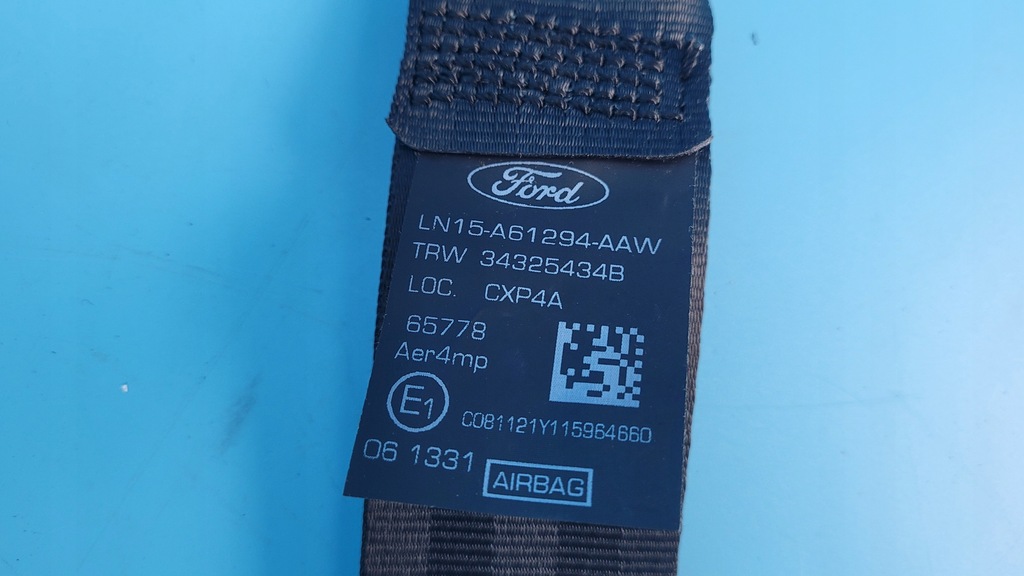 Ford
LN15-A61294-AAW
TRW 34325434B
LOC. CXP4A
65778
Aer4mp
E1
C081121Y115964660
06 1331
AIRBAG